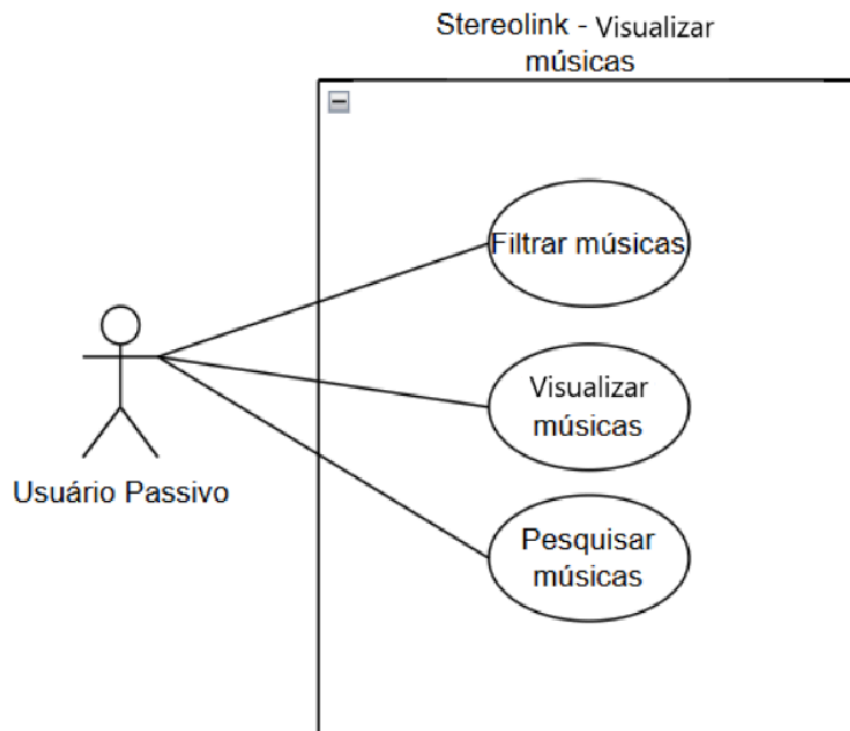 Stereolink - Visualizar
músicas
Filtrar músicas
Visualizar
músicas
Usuário Passivo
Pesquisar
músicas